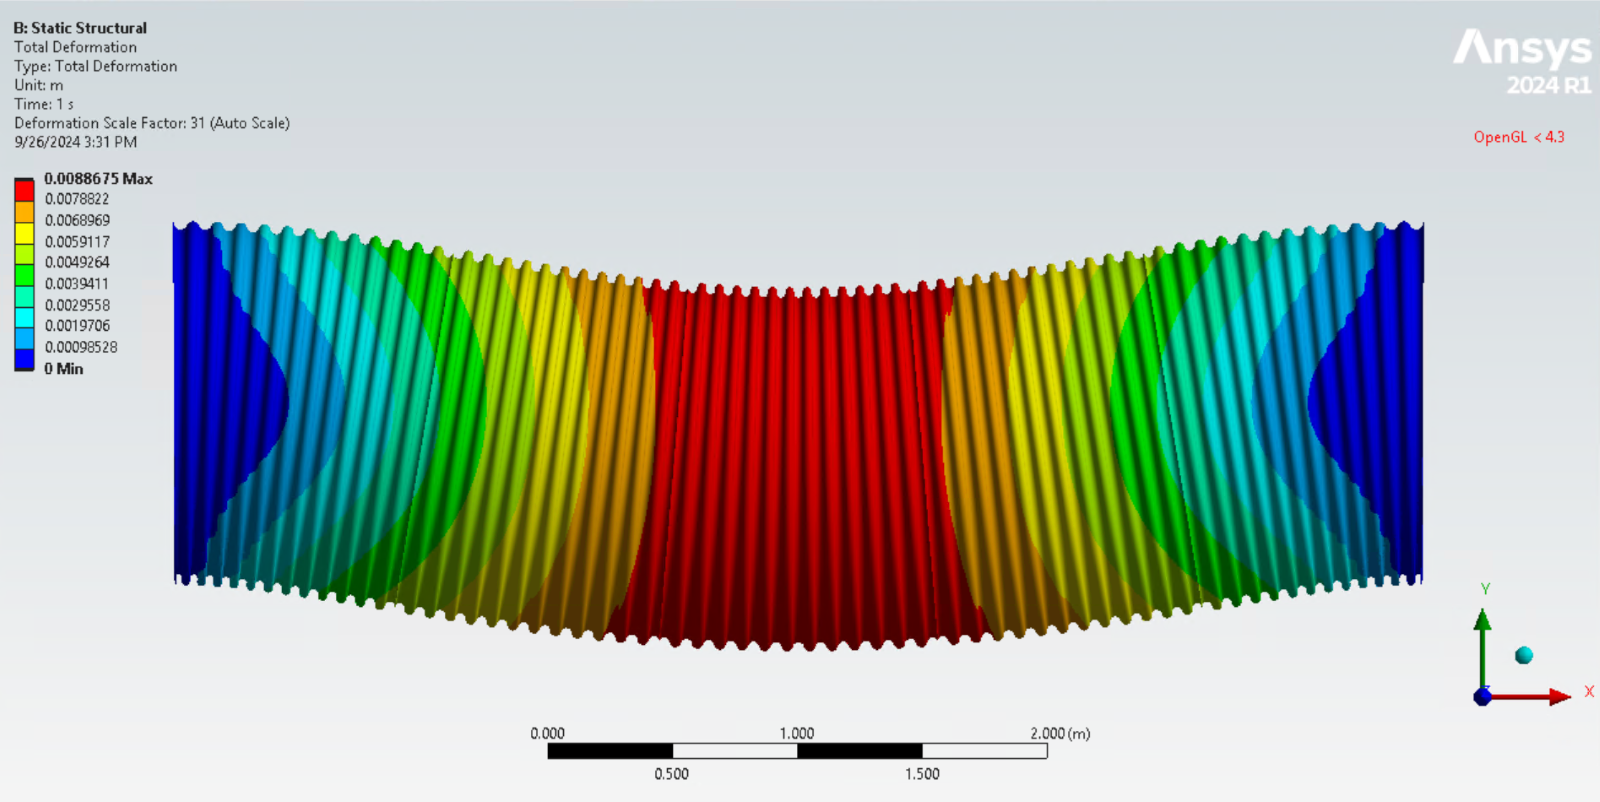 B: Static Structural
Total Deformation
Type: Total Deformation
Unit: m
Time: 1 s
Deformation Scale Factor: 31 (Auto Scale)
9/26/2024 3:31 PM
Ansys
2024 R1
OpenGL < 4.3
0.0088675 Max
0.0078822
0.0068969
0.0059117
0.0049264
0.0039411
0.0029558
0.0019706
0.00098528
0 Min
Y
X
0.000 1.000 2.000 (m)
0.500 1.500